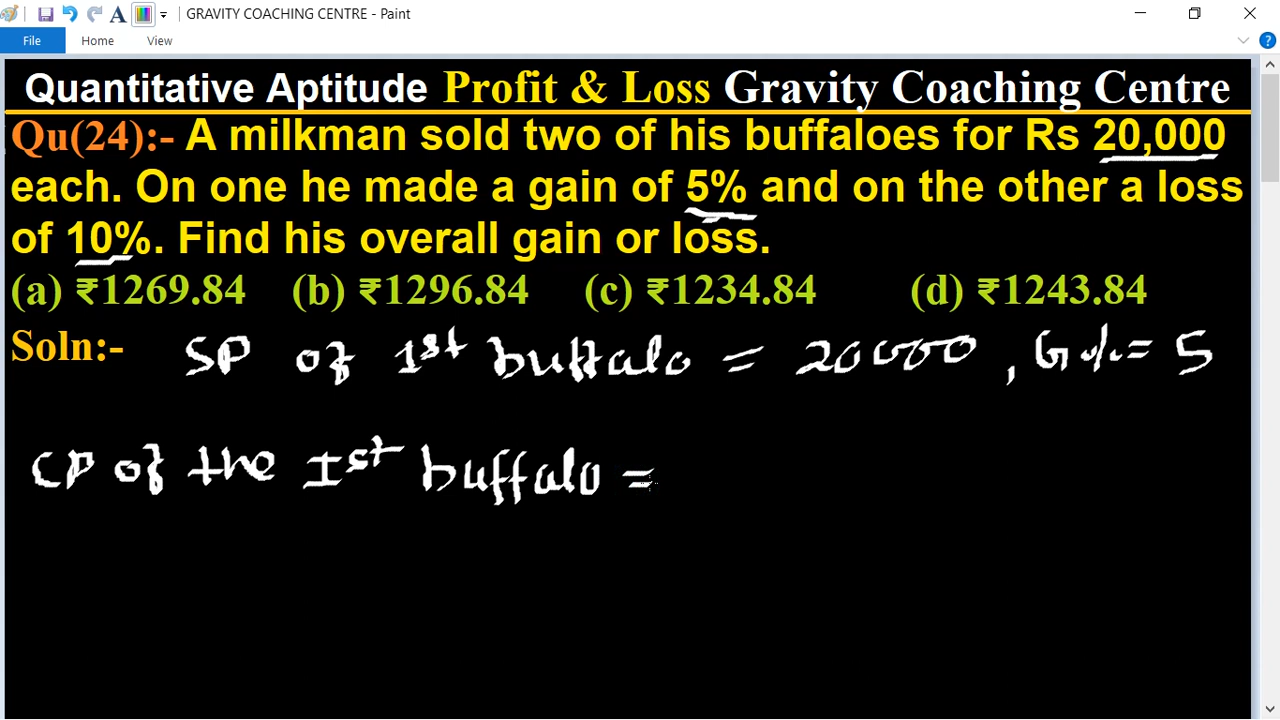 GRAVITY COACHING CENTRE - Paint
File Home View
Quantitative Aptitude Profit & Loss Gravity Coaching Centre
Qu(24):- A milkman sold two of his buffaloes for Rs 20,000
each. On one he made a gain of 5% and on the other a loss
of 10%. Find his overall gain or loss.
(a) ₹1269.84 (b) ₹1296.84 (c) ₹1234.84 (d) ₹1243.84
Soln:- SP of 1st buffalo = 20000, G% = 5
CP of the 1st buffalo =